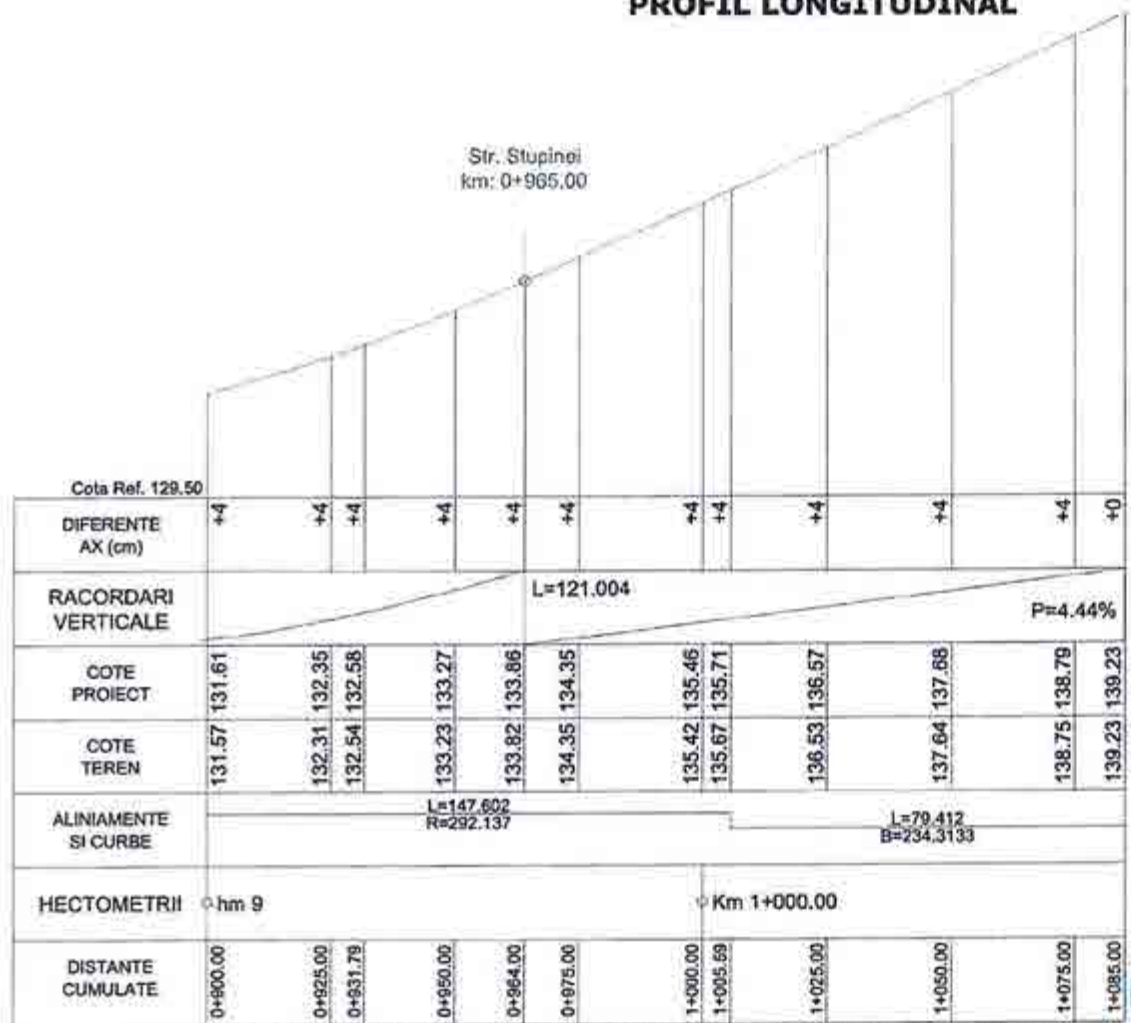 PROFIL LONGITUDINAL
Str. Stupinei
km: 0+965.00
Cota Ref. 129.50
DIFERENTE
AX (cm)
+4 +4 +4 +4 +4 +4 +4 +4 +4 +4 +4 +0
RACORDARI
VERTICALE
L=121.004
P=4.44%
COTE
PROIECT
131.61 132.35 132.58 133.27 133.86 134.35 135.46 135.71 136.57 137.68 138.79 139.23
COTE
TEREN
131.57 132.31 132.54 133.23 133.82 134.35 135.42 135.67 136.53 137.64 138.75 139.23
ALINIAMENTE
SI CURBE
L=147.602
R=292.137
L=79.412
B=234.3133
HECTOMETRII
hm 9
Km 1+000.00
DISTANTE
CUMULATE
0+900.00 0+925.00 0+931.79 0+950.00 0+964.00 0+975.00 1+000.00 1+005.69 1+025.00 1+050.00 1+075.00 1+085.00